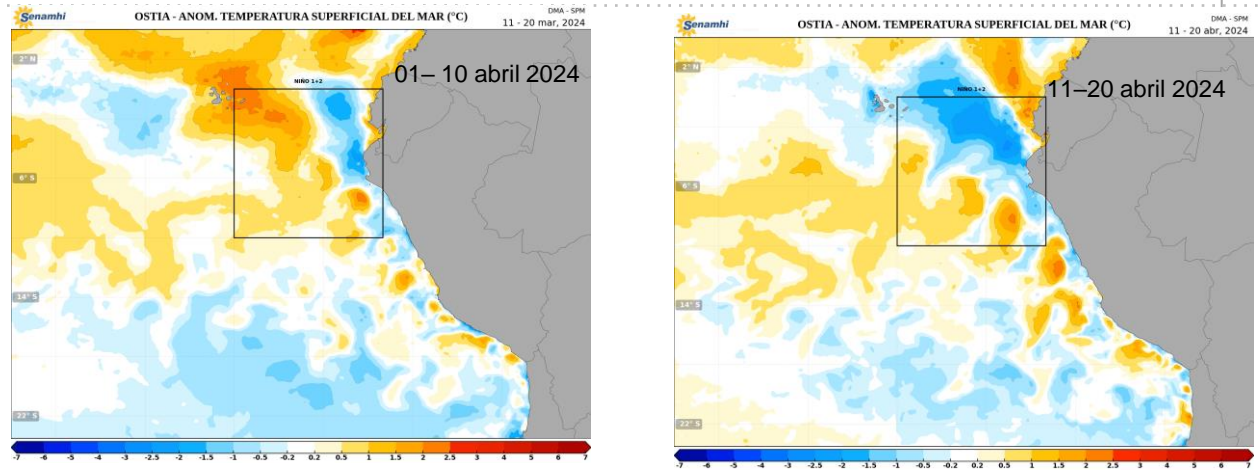 Senamhi
OSTIA - ANOM. TEMPERATURA SUPERFICIAL DEL MAR (°C)
DMA - SPM
11 - 20 mar, 2024
01– 10 abril 2024
2° N
NIÑO 1+2
6° S
14° S
22° S
-7 -6 -5 -4 -3 -2.5 -2 -1.5 -1 -0.5 -0.2 0.2 0.5 1 1.5 2 2.5 3 4 5 6 7
Senamhi
OSTIA - ANOM. TEMPERATURA SUPERFICIAL DEL MAR (°C)
DMA - SPM
11 - 20 abr, 2024
11–20 abril 2024
2° N
NIÑO 1+2
6° S
14° S
22° S
-7 -6 -5 -4 -3 -2.5 -2 -1.5 -1 -0.5 -0.2 0.2 0.5 1 1.5 2 2.5 3 4 5 6